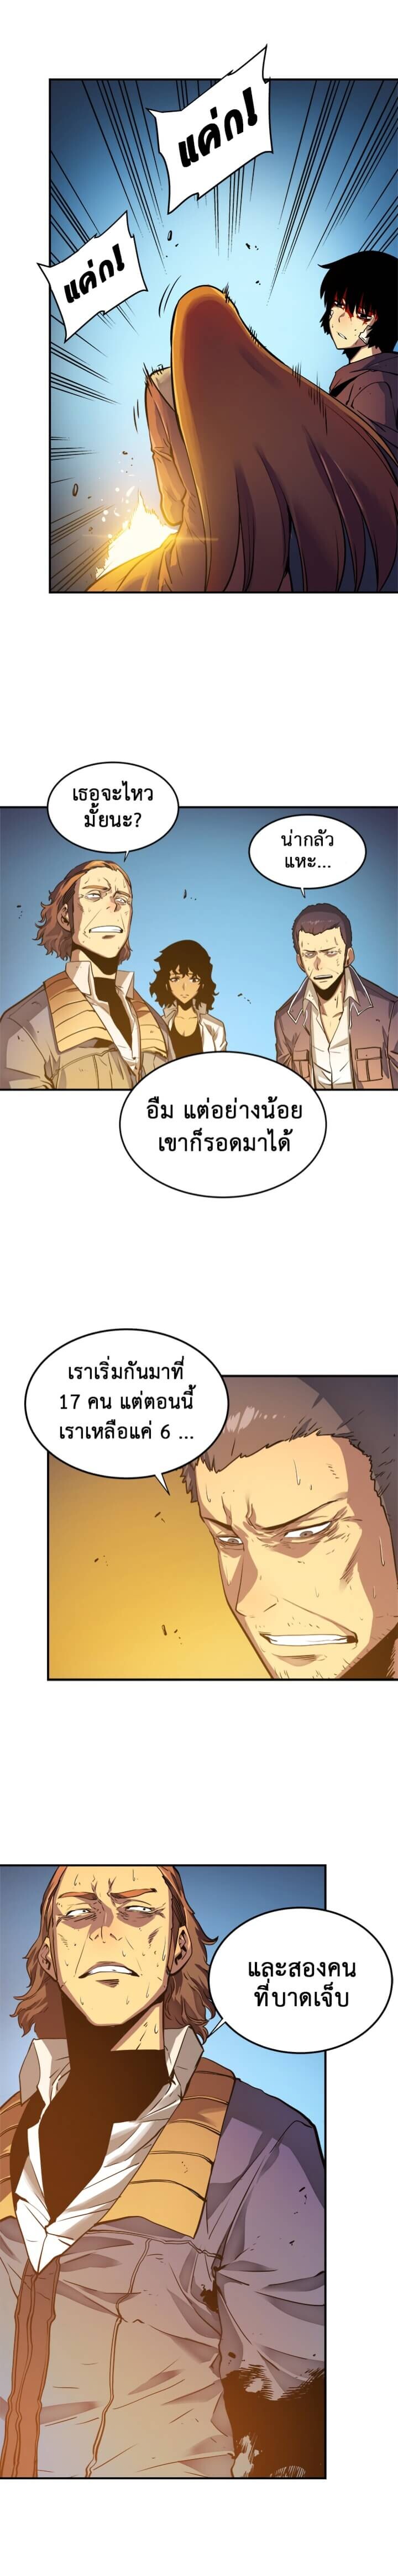 แค่ก!
แค่ก!
เธอจะไหว
มั้ยนะ?
น่ากลัว
แหะ...
อืม แต่อย่างน้อย
เขาก็รอดมาได้
เราเริ่มกันมาที่
17 คน แต่ตอนนี้
เราเหลือแค่ 6 ...
และสองคน
ที่บาดเจ็บ